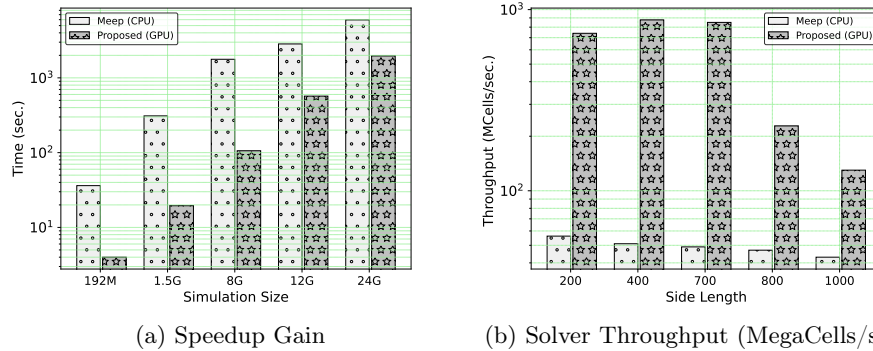 Meep (CPU)
Proposed (GPU)
Time (sec.)
10³
10²
10¹
192M 1.5G 8G 12G 24G
Simulation Size
(a) Speedup Gain
Meep (CPU)
Proposed (GPU)
Throughput (MCells/sec.)
10³
10²
200 400 700 800 1000
Side Length
(b) Solver Throughput (MegaCells/s